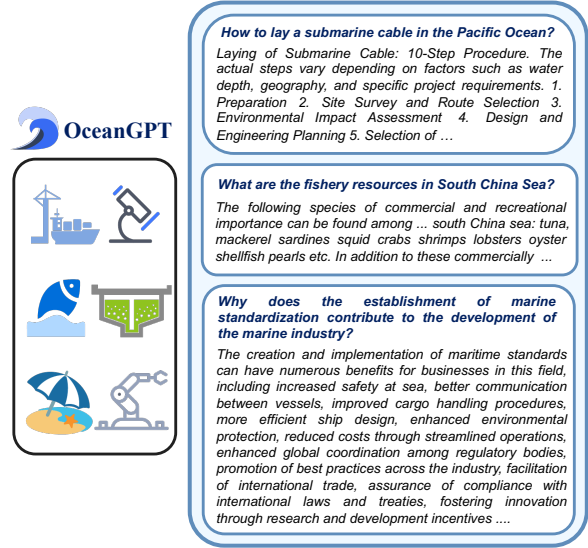 OceanGPT
How to lay a submarine cable in the Pacific Ocean?
Laying of Submarine Cable: 10-Step Procedure. The
actual steps vary depending on factors such as water
depth, geography, and specific project requirements. 1.
Preparation 2. Site Survey and Route Selection 3.
Environmental Impact Assessment 4. Design and
Engineering Planning 5. Selection of …
What are the fishery resources in South China Sea?
The following species of commercial and recreational
importance can be found among ... south China sea: tuna,
mackerel sardines squid crabs shrimps lobsters oyster
shellfish pearls etc. In addition to these commercially ...
Why does the establishment of marine
standardization contribute to the development of
the marine industry?
The creation and implementation of maritime standards
can have numerous benefits for businesses in this field,
including increased safety at sea, better communication
between vessels, improved cargo handling procedures,
more efficient ship design, enhanced environmental
protection, reduced costs through streamlined operations,
enhanced global coordination among regulatory bodies,
promotion of best practices across the industry, facilitation
of international trade, assurance of compliance with
international laws and treaties, fostering innovation
through research and development incentives ....